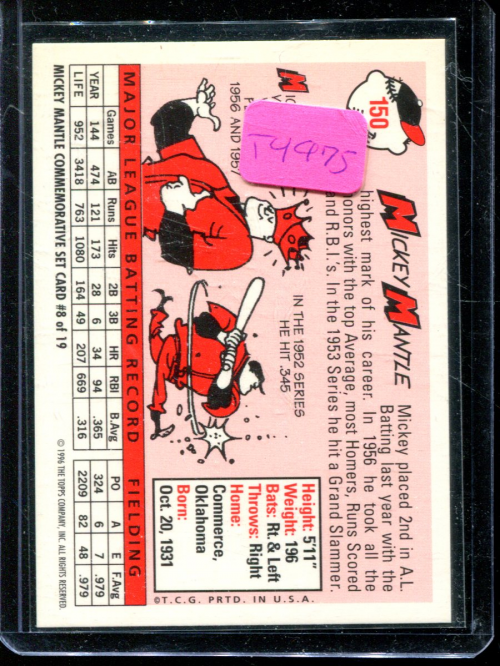 150
MICKEY MANTLE
Mickey placed 2nd in A.L.
Batting last year with the
highest mark of his career. In 1956 he took all the
honors with the top Average, most Homers, Runs Scored
and R.B.I.'s. In the 1953 Series he hit a Grand Slammer.
T4475
1956 AND 1957
IN THE 1952 SERIES
HE HIT .345
Height: 5'11"
Weight: 196
Bats: Rt. & Left
Throws: Right
Home:
Commerce,
Oklahoma
Born:
Oct. 20, 1931
©T.C.G. PRTD. IN U.S.A.
MAJOR LEAGUE BATTING RECORD FIELDING
Games AB Runs Hits 2B 3B HR RBI B.Avg PO A E F.Avg
YEAR 144 474 121 173 28 6 34 94 .365 324 6 7 .979
LIFE 952 3418 763 1080 164 49 207 669 .316 2209 82 48 .979
MICKEY MANTLE COMMEMORATIVE SET CARD #8 of 19 © 1996 THE TOPPS COMPANY, INC. ALL RIGHTS RESERVED.